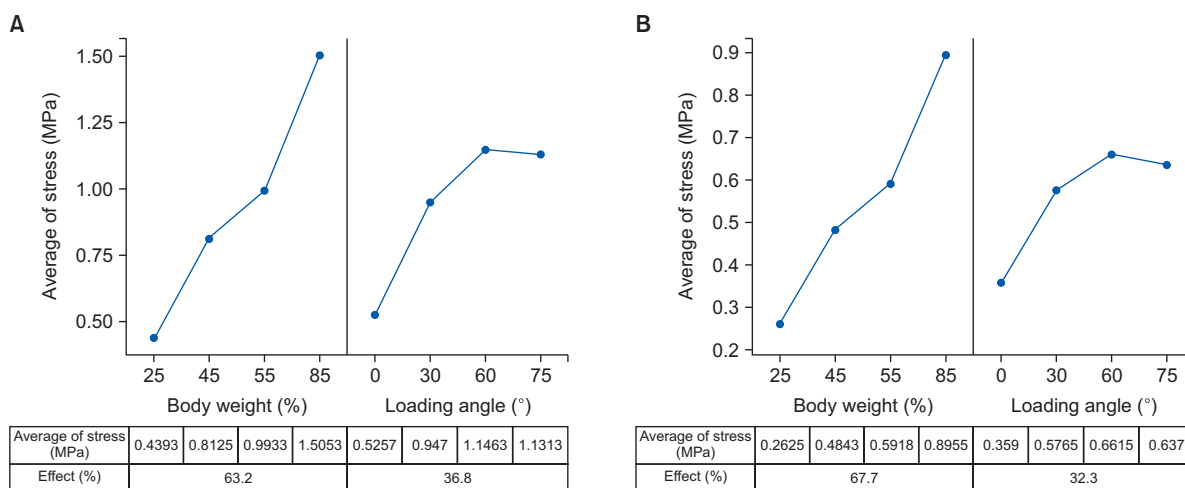 A
Average of stress (MPa)
1.50
1.25
1.00
0.75
0.50
25 45 55 85 0 30 60 75
Body weight (%) Loading angle (°)
Average of stress (MPa) 0.4393 0.8125 0.9933 1.5053 0.5257 0.947 1.1463 1.1313
Effect (%) 63.2 36.8
B
Average of stress (MPa)
0.9
0.8
0.7
0.6
0.5
0.4
0.3
0.2
25 45 55 85 0 30 60 75
Body weight (%) Loading angle (°)
Average of stress (MPa) 0.2625 0.4843 0.5918 0.8955 0.359 0.5765 0.6615 0.637
Effect (%) 67.7 32.3